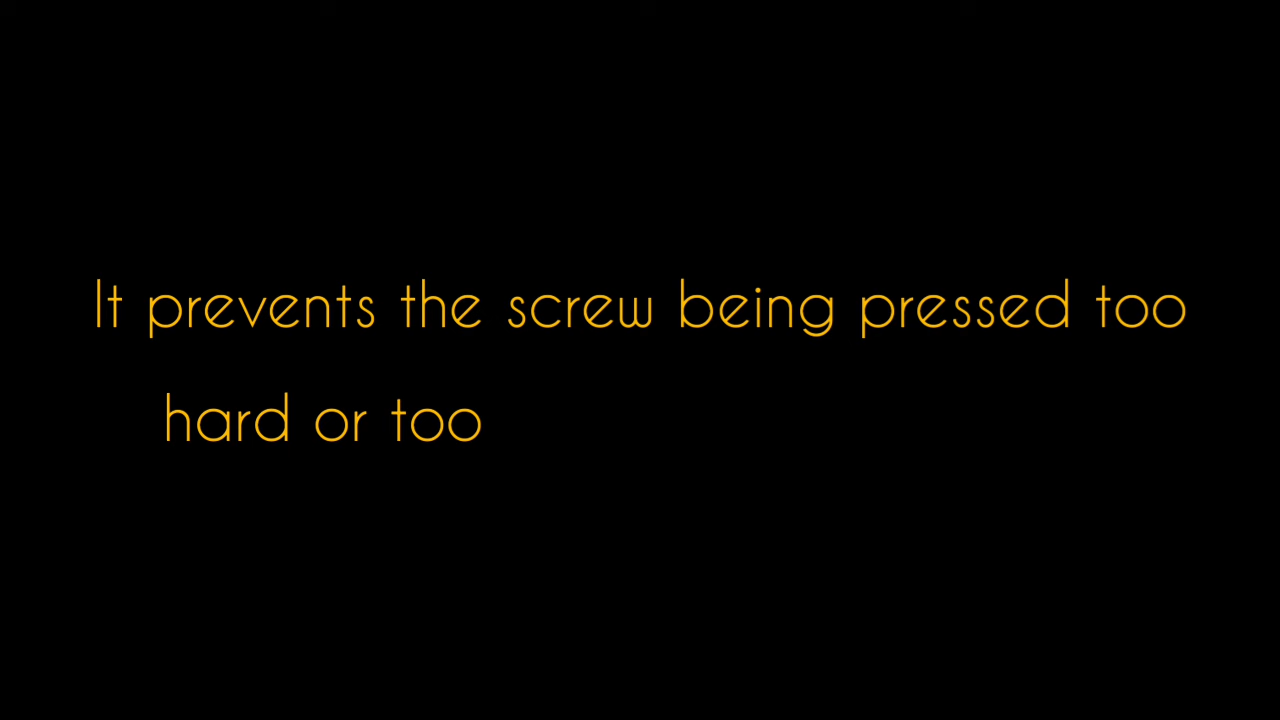 It prevents the screw being pressed too
hard or too